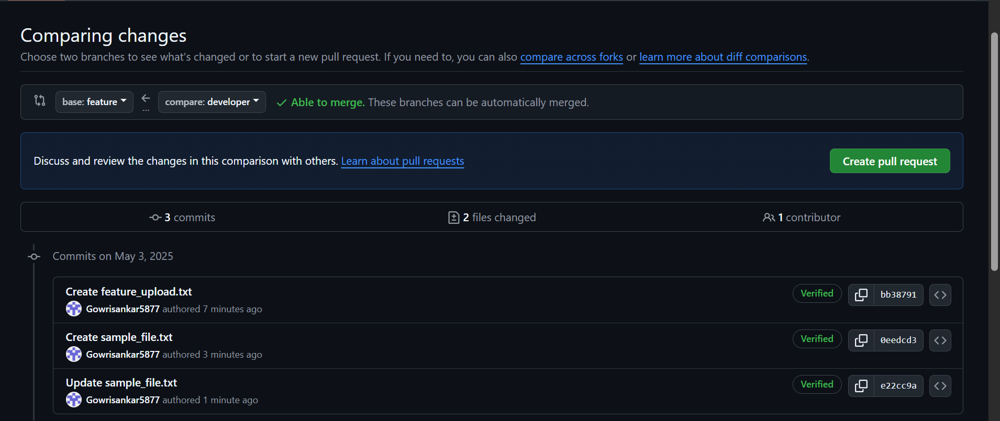 Comparing changes
Choose two branches to see what’s changed or to start a new pull request. If you need to, you can also compare across forks or learn more about diff comparisons.
base: feature ... compare: developer Able to merge. These branches can be automatically merged.
Discuss and review the changes in this comparison with others. Learn about pull requests Create pull request
3 commits 2 files changed 1 contributor
Commits on May 3, 2025
Create feature_upload.txt
Verified bb38791
Gowrisankar5877 authored 7 minutes ago
Create sample_file.txt
Verified 0eedcd3
Gowrisankar5877 authored 3 minutes ago
Update sample_file.txt
Verified e22cc9a
Gowrisankar5877 authored 1 minute ago